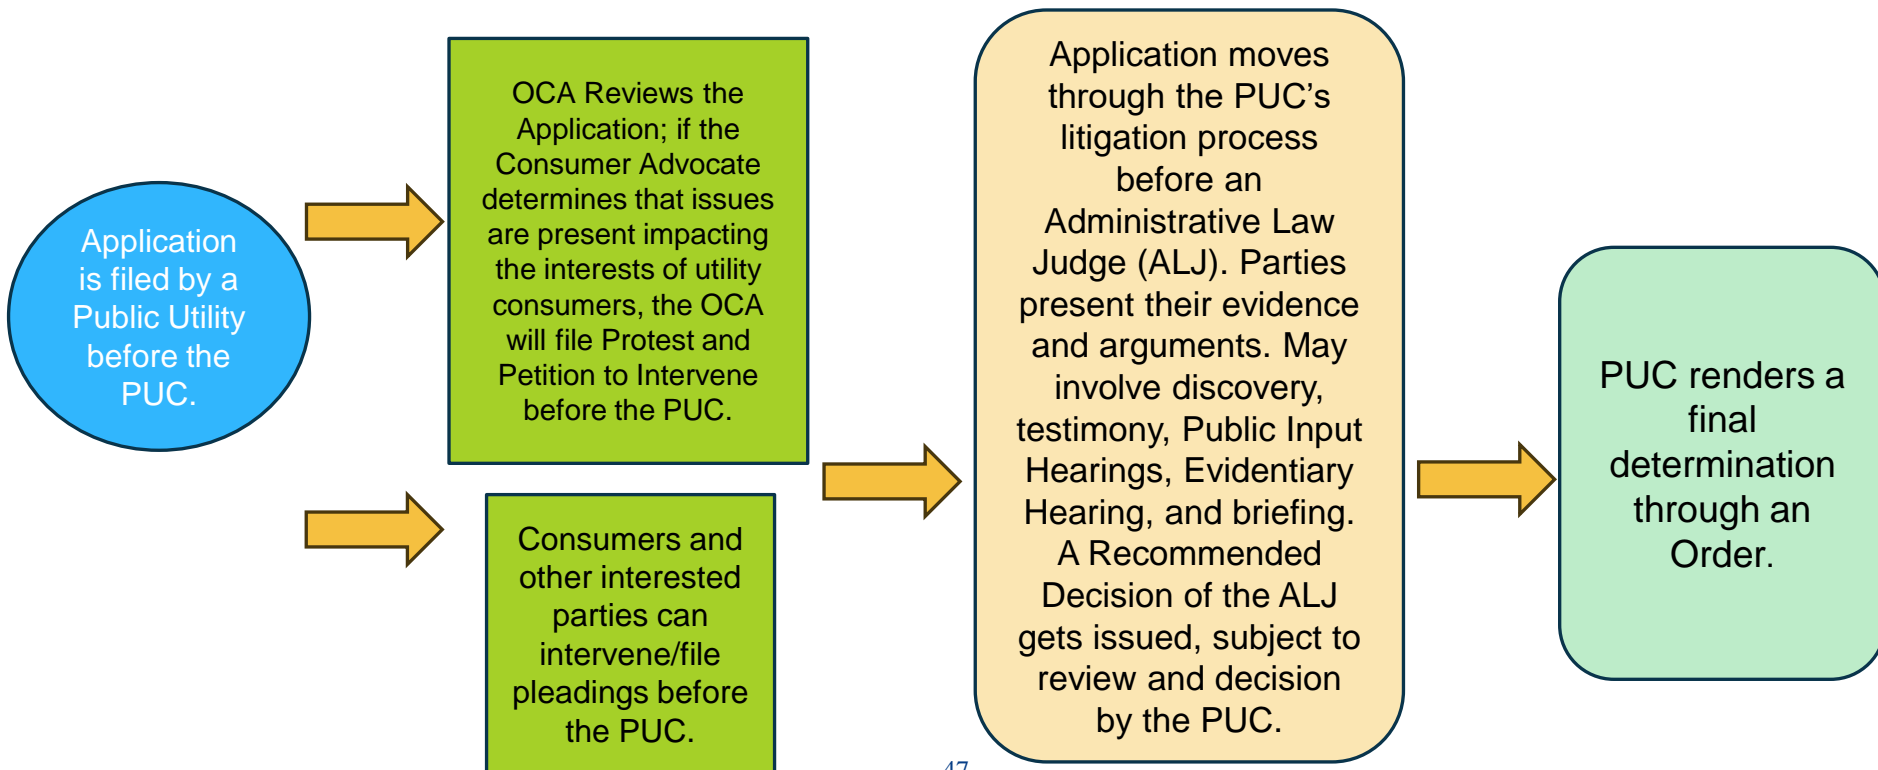 Application
is filed by a
Public Utility
before the
PUC.
OCA Reviews the
Application; if the
Consumer Advocate
determines that issues
are present impacting
the interests of utility
consumers, the OCA
will file Protest and
Petition to Intervene
before the PUC.
Consumers and
other interested
parties can
intervene/file
pleadings before
the PUC.
Application moves
through the PUC’s
litigation process
before an
Administrative Law
Judge (ALJ). Parties
present their evidence
and arguments. May
involve discovery,
testimony, Public Input
Hearings, Evidentiary
Hearing, and briefing.
A Recommended
Decision of the ALJ
gets issued, subject to
review and decision
by the PUC.
PUC renders a
final
determination
through an
Order.
47